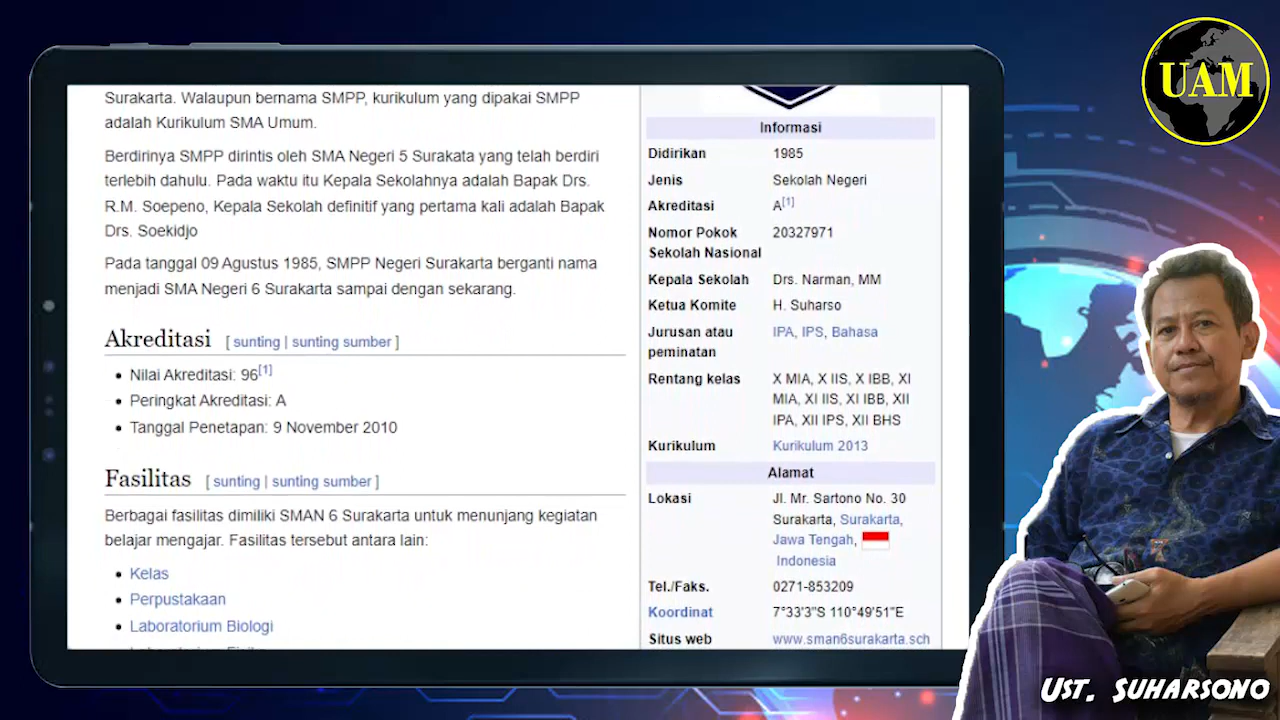 Surakarta. Walaupun bernama SMPP, kurikulum yang dipakai SMPP
adalah Kurikulum SMA Umum.
Berdirinya SMPP dirintis oleh SMA Negeri 5 Surakata yang telah berdiri
terlebih dahulu. Pada waktu itu Kepala Sekolahnya adalah Bapak Drs.
R.M. Soepeno, Kepala Sekolah definitif yang pertama kali adalah Bapak
Drs. Soekidjo
Pada tanggal 09 Agustus 1985, SMPP Negeri Surakarta berganti nama
menjadi SMA Negeri 6 Surakarta sampai dengan sekarang.
Akreditasi [ sunting | sunting sumber ]
Nilai Akreditasi: 96[1]
Peringkat Akreditasi: A
Tanggal Penetapan: 9 November 2010
Fasilitas [ sunting | sunting sumber ]
Berbagai fasilitas dimiliki SMAN 6 Surakarta untuk menunjang kegiatan
belajar mengajar. Fasilitas tersebut antara lain:
Kelas
Perpustakaan
Laboratorium Biologi
Informasi
Didirikan 1985
Jenis Sekolah Negeri
Akreditasi A[1]
Nomor Pokok 20327971
Sekolah Nasional
Kepala Sekolah Drs. Narman, MM
Ketua Komite H. Suharso
Jurusan atau IPA, IPS, Bahasa
peminatan
Rentang kelas X MIA, X IIS, X IBB, XI
MIA, XI IIS, XI IBB, XII
IPA, XII IPS, XII BHS
Kurikulum Kurikulum 2013
Alamat
Lokasi Jl. Mr. Sartono No. 30
Surakarta, Surakarta,
Jawa Tengah,
Indonesia
Tel./Faks. 0271-853209
Koordinat 7°33'3"S 110°49'51"E
Situs web www.sman6surakarta.sch
UAM
Ust. Suharsono